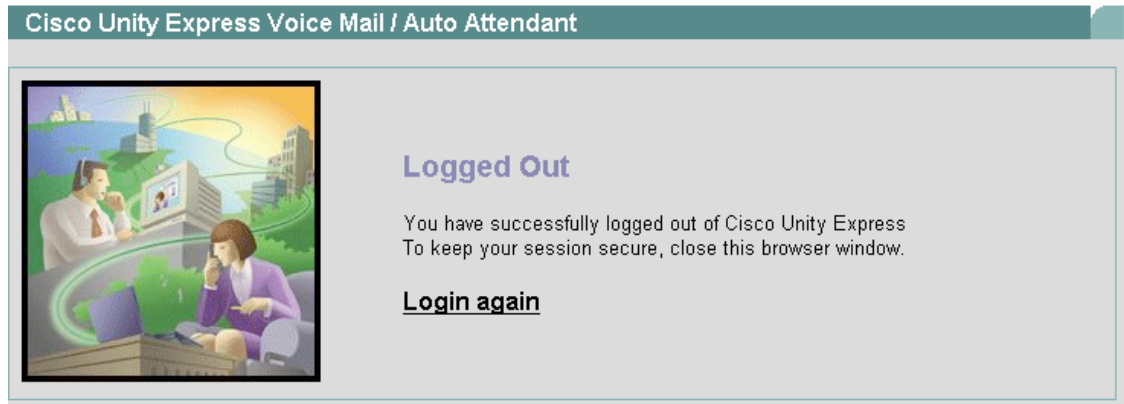 Cisco Unity Express Voice Mail / Auto Attendant
Logged Out
You have successfully logged out of Cisco Unity Express
To keep your session secure, close this browser window.
Login again